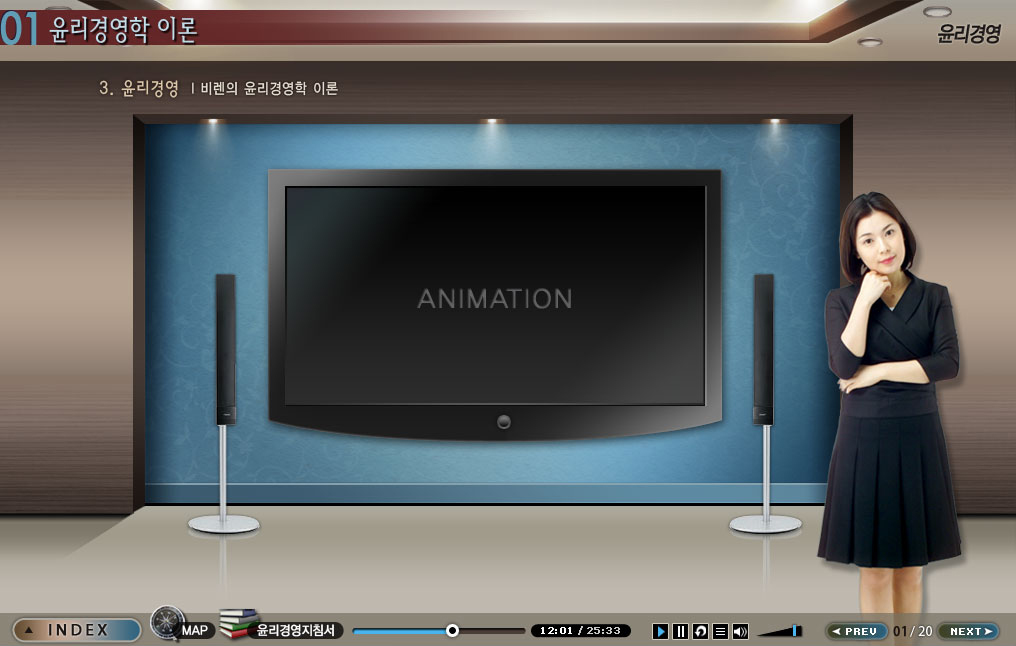 01 윤리경영학 이론
윤리경영
3. 윤리경영 | 비렌의 윤리경영학 이론
ANIMATION
▲ INDEX
MAP
윤리경영지침서
12:01 / 25:33
◀ PREV
01 / 20
NEXT ▶